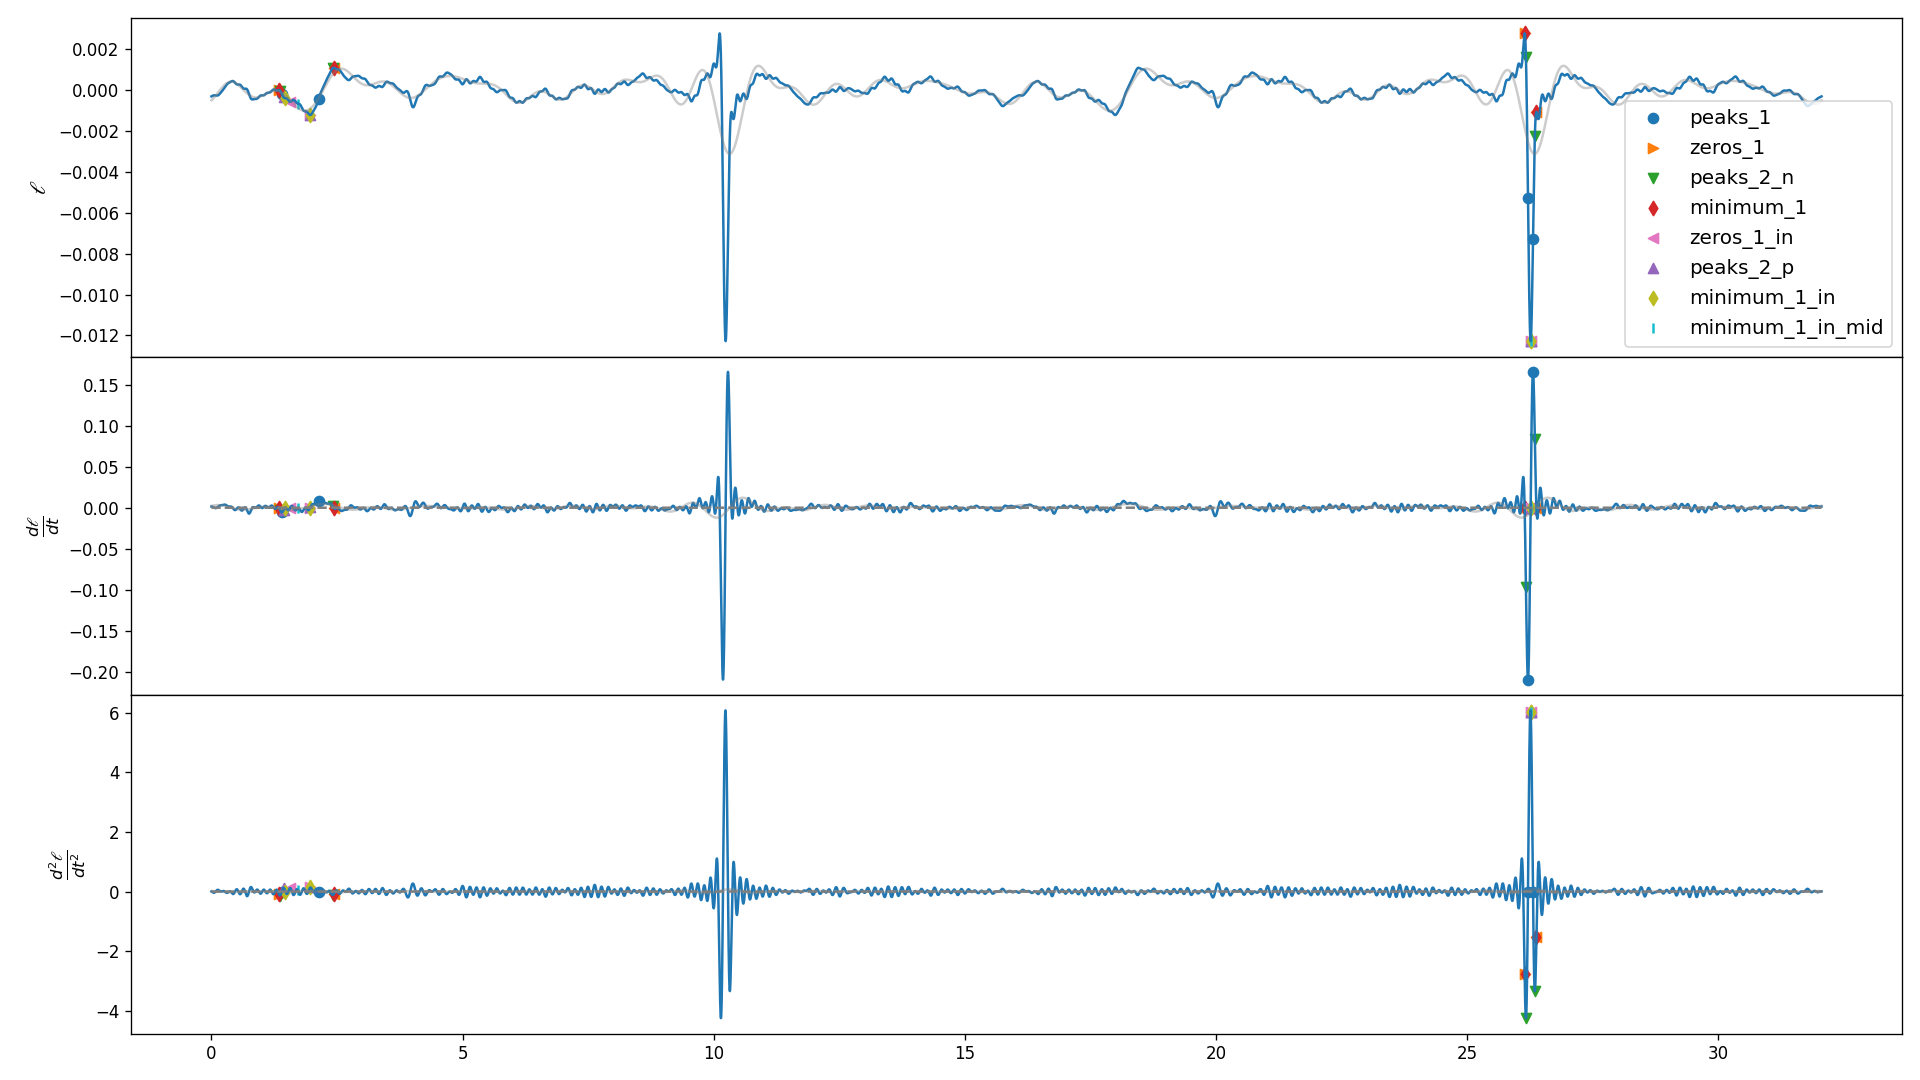 0.002
0.000
−0.002
−0.004
−0.006
−0.008
−0.010
−0.012
ℓ
peaks_1
zeros_1
peaks_2_n
minimum_1
zeros_1_in
peaks_2_p
minimum_1_in
minimum_1_in_mid
0.15
0.10
0.05
0.00
−0.05
−0.10
−0.15
−0.20
dℓ/dt
6
4
2
0
−2
−4
d²ℓ/dt²
0 5 10 15 20 25 30